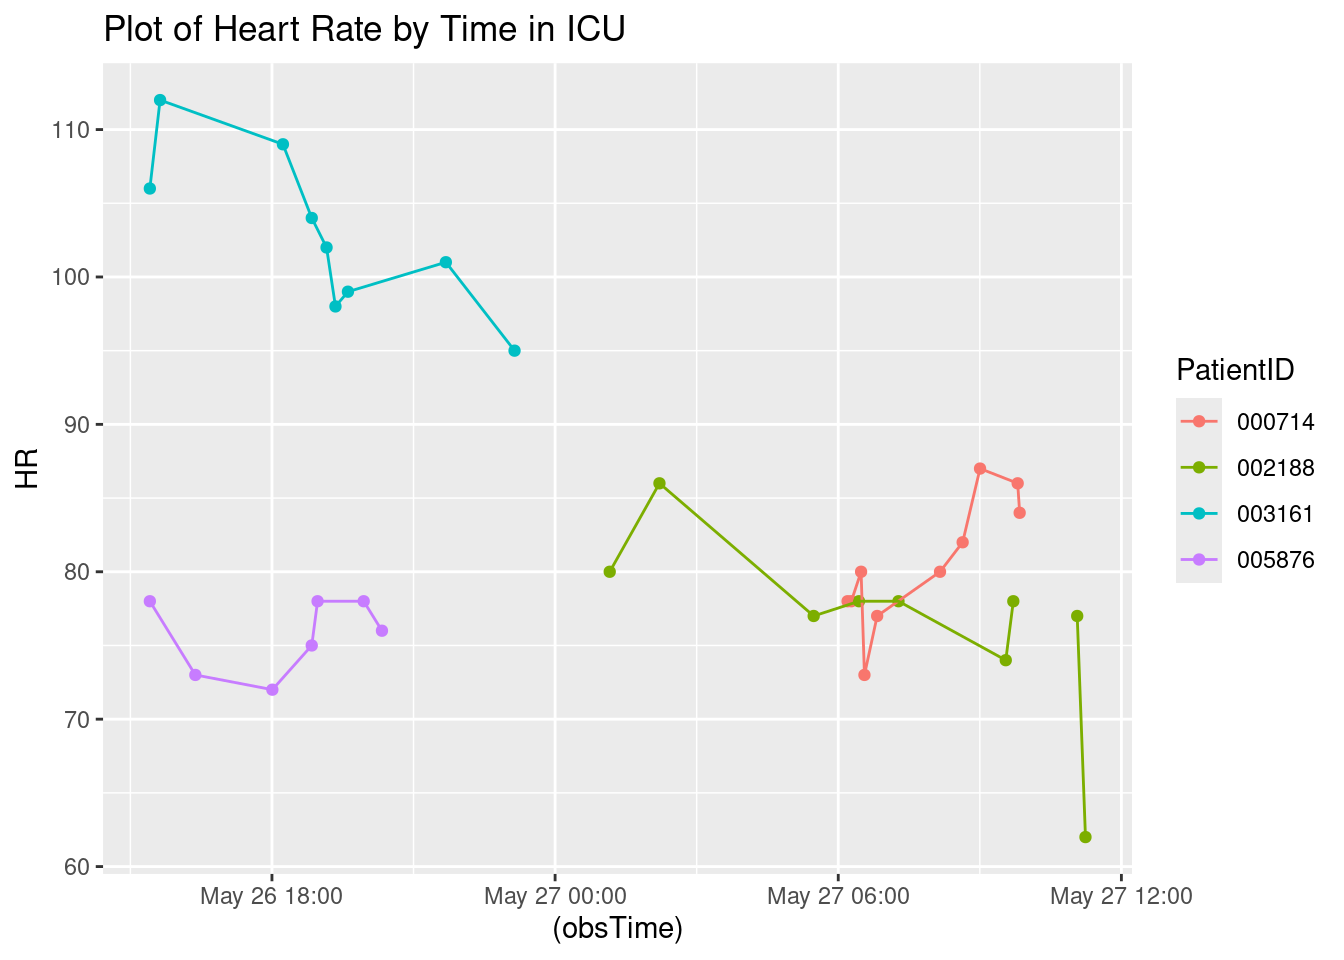 Plot of Heart Rate by Time in ICU
110
100
90
80
70
60
HR
May 26 18:00
May 27 00:00
May 27 06:00
May 27 12:00
(obsTime)
PatientID
000714
002188
003161
005876